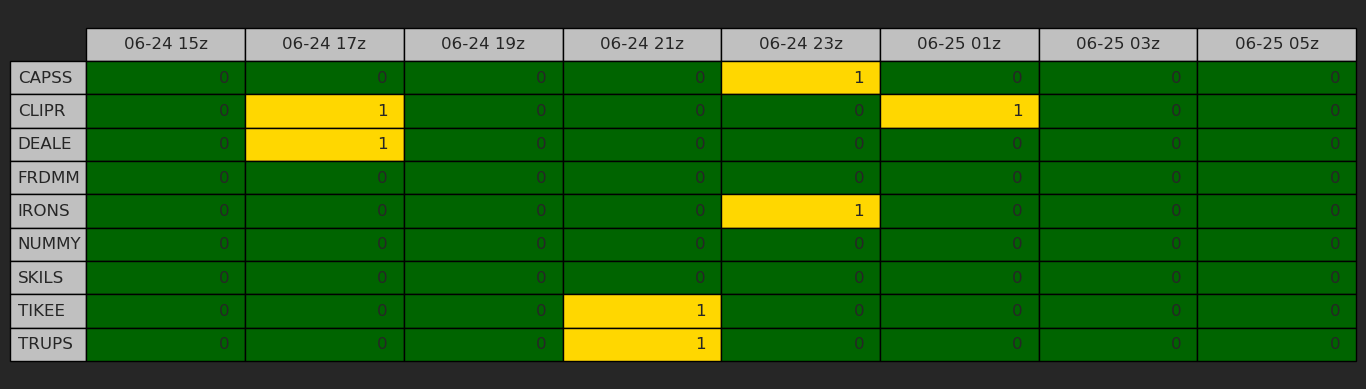 06-24 15z 06-24 17z 06-24 19z 06-24 21z 06-24 23z 06-25 01z 06-25 03z 06-25 05z
CAPSS 0 0 0 0 1 0 0 0
CLIPR 0 1 0 0 0 1 0 0
DEALE 0 1 0 0 0 0 0 0
FRDMM 0 0 0 0 0 0 0 0
IRONS 0 0 0 0 1 0 0 0
NUMMY 0 0 0 0 0 0 0 0
SKILS 0 0 0 0 0 0 0 0
TIKEE 0 0 0 1 0 0 0 0
TRUPS 0 0 0 1 0 0 0 0